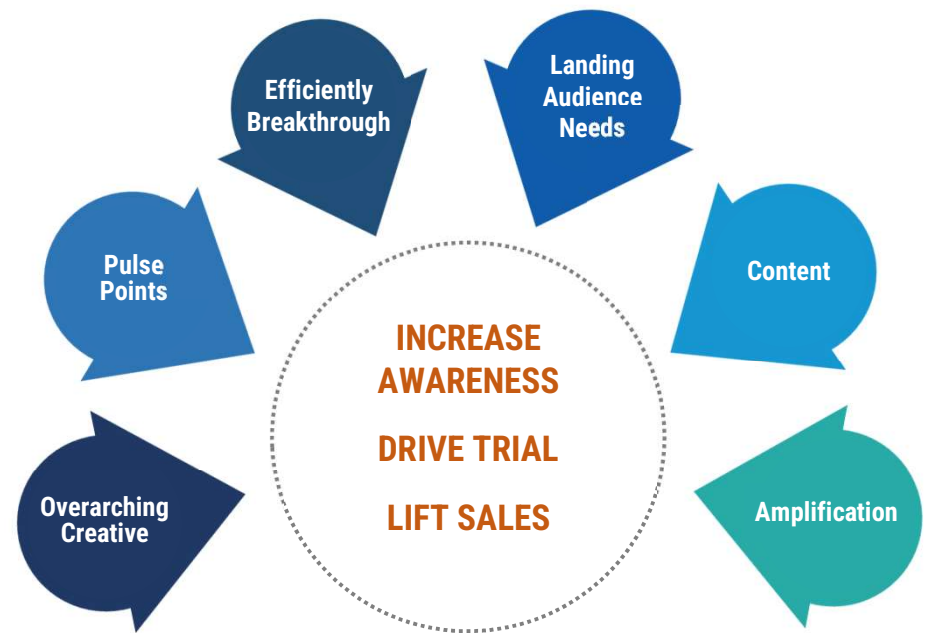 Efficiently
Breakthrough
Landing
Audience
Needs
Pulse
Points
Content
INCREASE
AWARENESS
DRIVE TRIAL
LIFT SALES
Overarching
Creative
Amplification